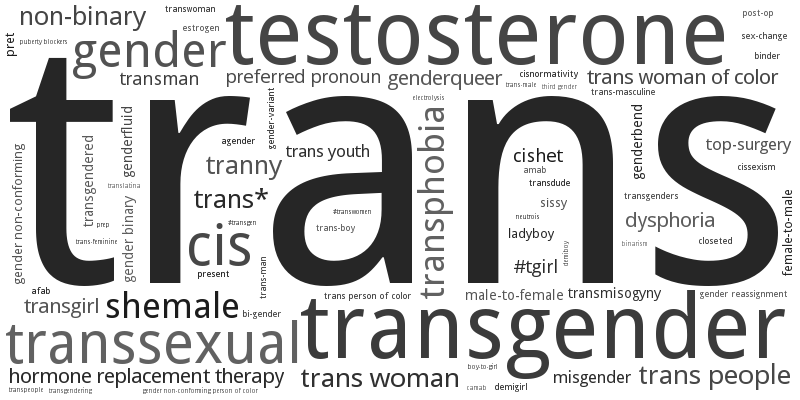 non-binary
transwoman
estrogen
testosterone
post-op
sex-change
binder
pret
puberty blockers
gender
transman
preferred pronoun
genderqueer
cisnormativity
trans-male
third gender
trans woman of color
trans-masculine
trans
gender non-conforming
transgendered
prep
trans-feminine
genderfluid
translatina
gender binary
gender-variant
agender
tranny
trans*
cis
#transgen
present
trans-man
trans youth
#transwomen
trans-boy
electrolysis
transphobia
cishet
amab
transdude
sissy
neutrois
ladyboy
demiboy
#tgirl
genderbend
transgenders
dysphoria
binarism
closeted
top-surgery
cissexism
female-to-male
afab
transgirl
shemale
bi-gender
trans person of color
male-to-female
transmisogyny
gender reassignment
transsexual
transgender
hormone replacement therapy
trans woman
boy-to-girl
camab
demigirl
misgender
trans people
transpeople
transgendering
gender non-conforming person of color